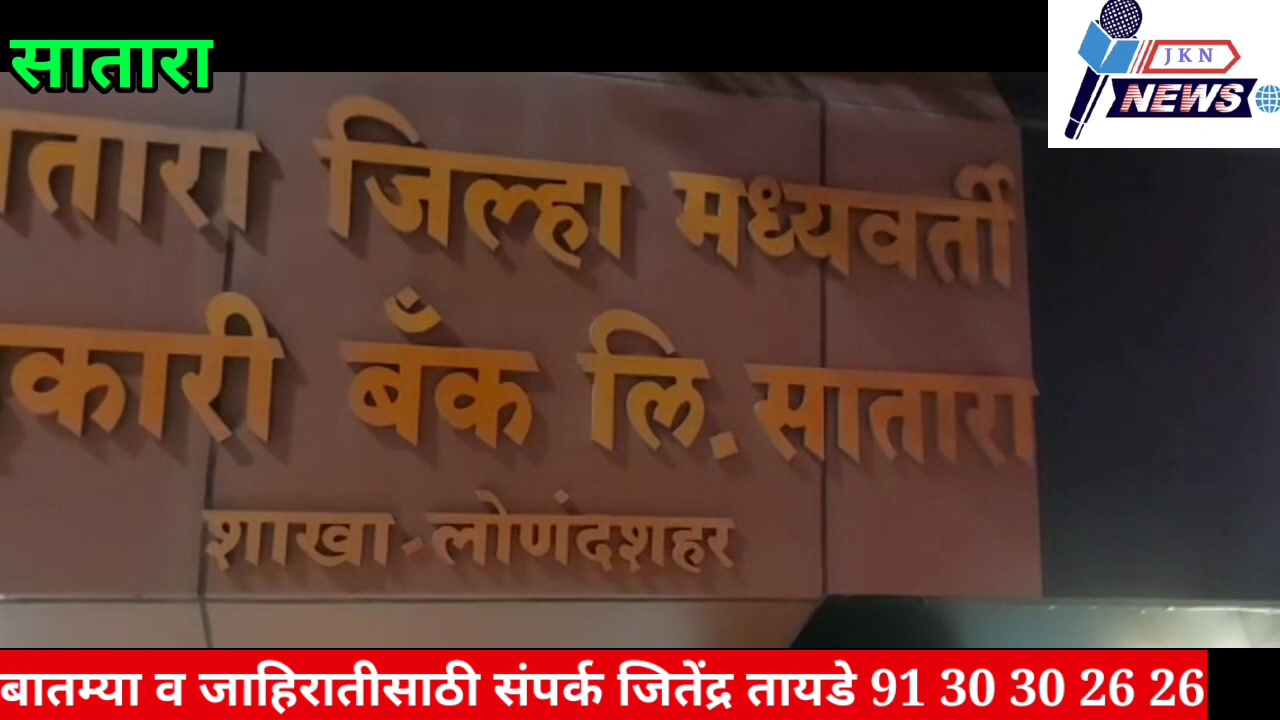 सातारा
JKN
NEWS
तारा जिल्हा मध्यवर्ती
कारी बँक लि. सातारा
शाखा-लोणंदशहर
बातम्या व जाहिरातीसाठी संपर्क जितेंद्र तायडे 91 30 30 26 26